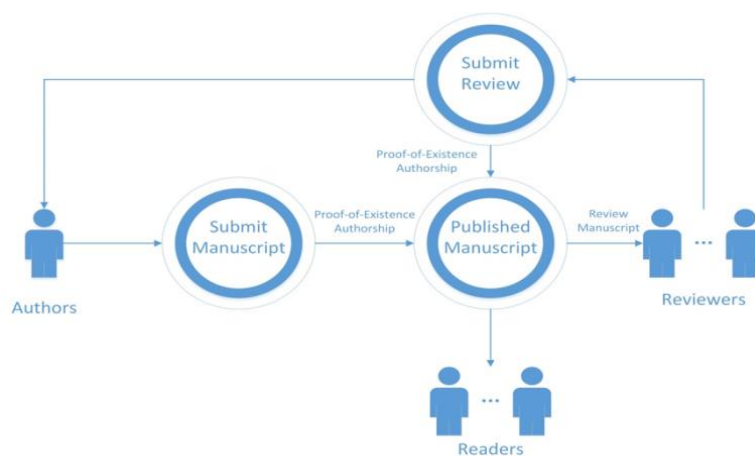 Submit
Review
Proof-of-Existence
Authorship
Submit
Manuscript
Proof-of-Existence
Authorship
Published
Manuscript
Review
Manuscript
...
Authors
Reviewers
...
Readers